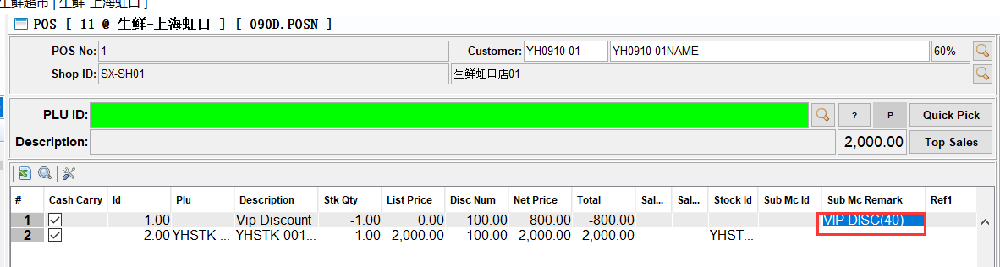 生鲜超市 | 生鲜-上海虹口 ]
POS [ 11 @ 生鲜-上海虹口 ] [ 090D.POSN ]
POS No: 1 Customer: YH0910-01 YH0910-01NAME 60%
Shop ID: SX-SH01 生鲜虹口店01
PLU ID: ? P Quick Pick
Description: 2,000.00 Top Sales
# Cash Carry Id Plu Description Stk Qty List Price Disc Num Net Price Total Sal... Sal... Stock Id Sub Mc Id Sub Mc Remark Ref1
1 1.00 Vip Discount -1.00 0.00 100.00 800.00 -800.00 VIP DISC(40)
2 2.00 YHSTK-... YHSTK-001... 1.00 2,000.00 100.00 2,000.00 2,000.00 YHST...